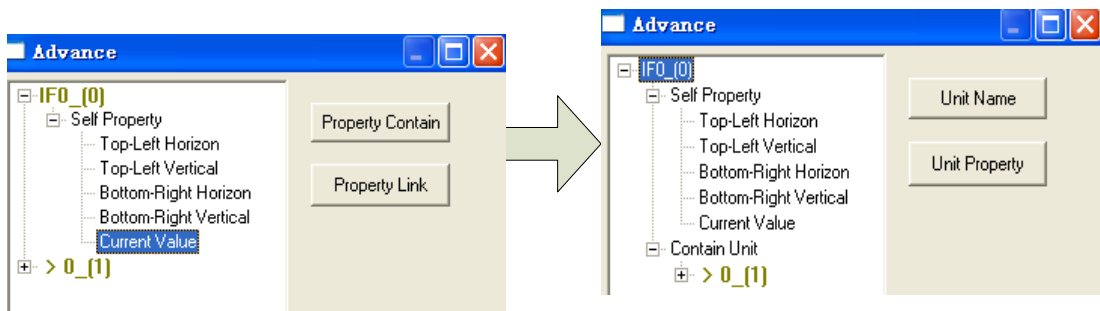 Advance
IF0_(0)
Self Property
Top-Left Horizon
Top-Left Vertical
Bottom-Right Horizon
Bottom-Right Vertical
Current Value
> 0_(1)
Property Contain
Property Link
Advance
IF0_(0)
Self Property
Top-Left Horizon
Top-Left Vertical
Bottom-Right Horizon
Bottom-Right Vertical
Current Value
Contain Unit
> 0_(1)
Unit Name
Unit Property